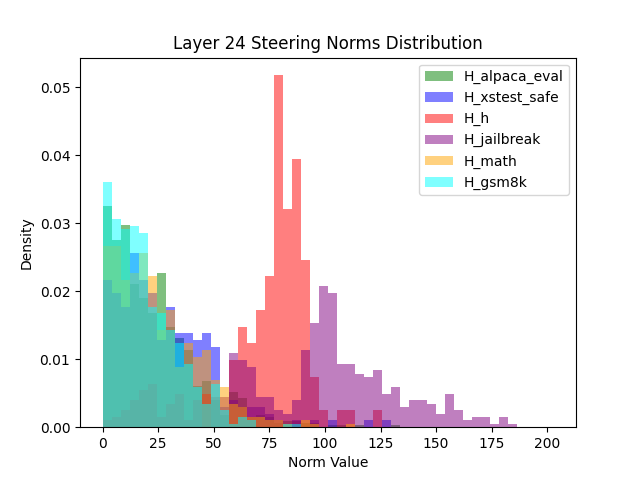 Layer 24 Steering Norms Distribution
H_alpaca_eval
H_xstest_safe
H_h
H_jailbreak
H_math
H_gsm8k
Density
0.05
0.04
0.03
0.02
0.01
0.00
0 25 50 75 100 125 150 175 200
Norm Value